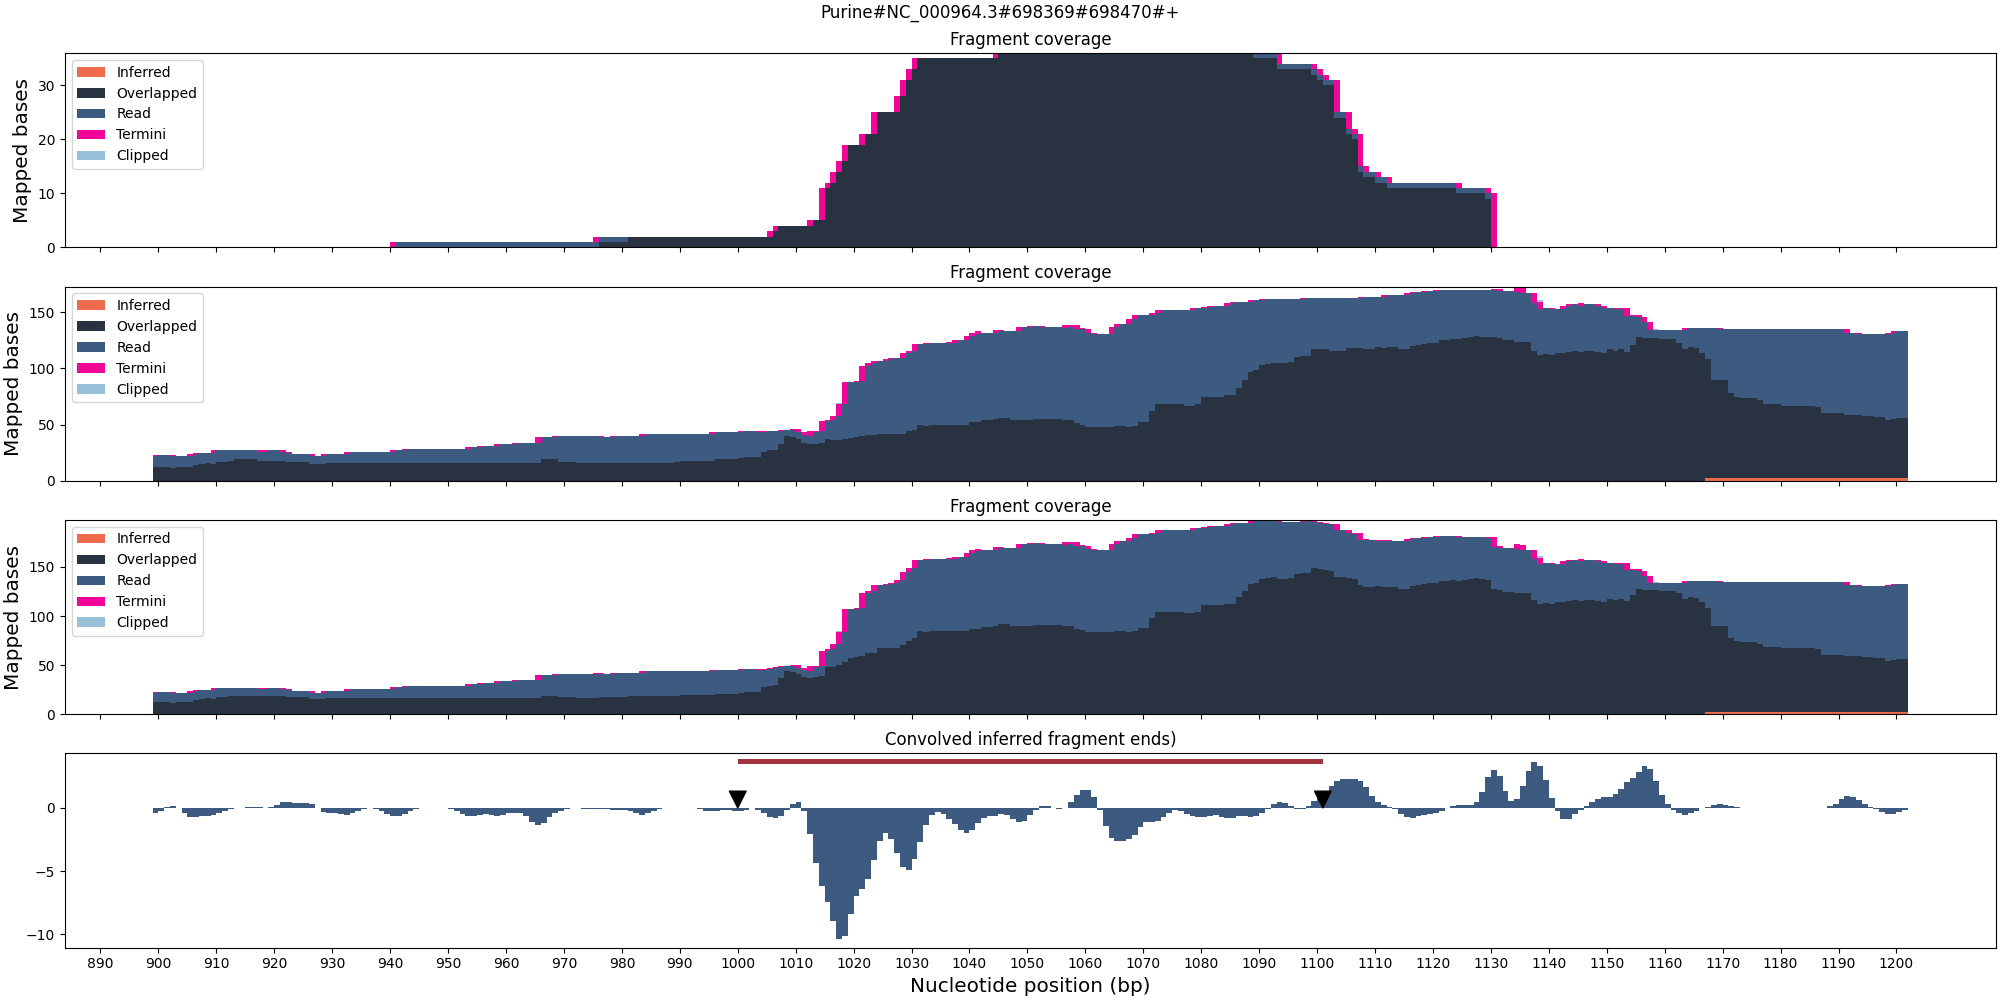 Purine#NC_000964.3#698369#698470#+
Fragment coverage
Mapped bases
30
20
10
0
Inferred
Overlapped
Read
Termini
Clipped
Fragment coverage
Mapped bases
150
100
50
0
Inferred
Overlapped
Read
Termini
Clipped
Fragment coverage
Mapped bases
150
100
50
0
Inferred
Overlapped
Read
Termini
Clipped
Convolved inferred fragment ends)
0
−5
−10
890 900 910 920 930 940 950 960 970 980 990 1000 1010 1020 1030 1040 1050 1060 1070 1080 1090 1100 1110 1120 1130 1140 1150 1160 1170 1180 1190 1200
Nucleotide position (bp)